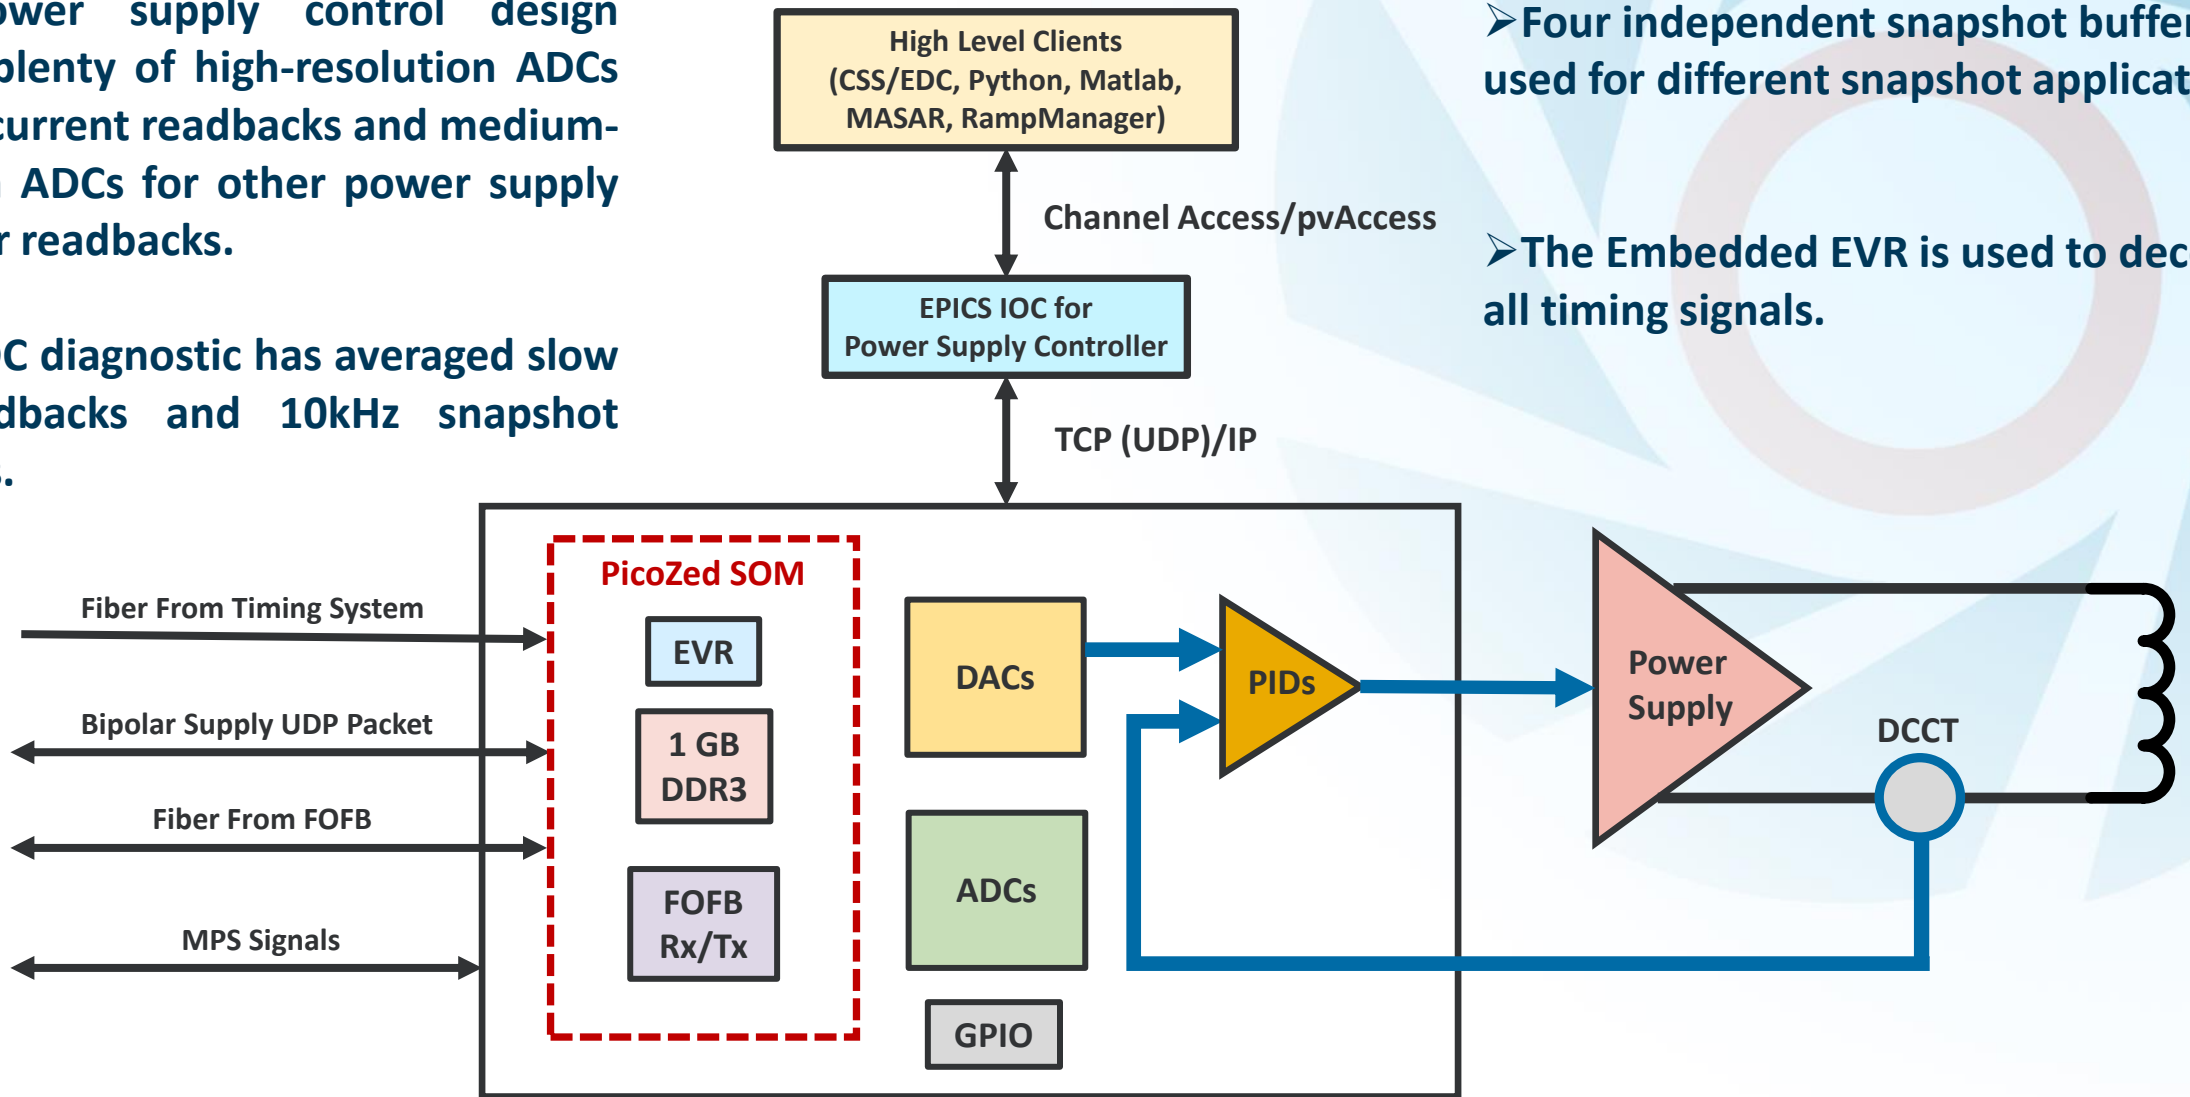 power supply control design
plenty of high-resolution ADCs
current readbacks and medium-
ADCs for other power supply
readbacks.
diagnostic has averaged slow
and 10kHz snapshot
High Level Clients
(CSS/EDC, Python, Matlab,
MASAR, RampManager)
Channel Access/pvAccess
EPICS IOC for
Power Supply Controller
TCP (UDP)/IP
➢Four independent snapshot
used for different snapshot
➢The Embedded EVR is used to
all timing signals.
Fiber From Timing System
Bipolar Supply UDP Packet
Fiber From FOFB
MPS Signals
PicoZed SOM
EVR
1 GB
DDR3
FOFB
Rx/Tx
DACs
ADCs
GPIO
PIDs
Power
Supply
DCCT